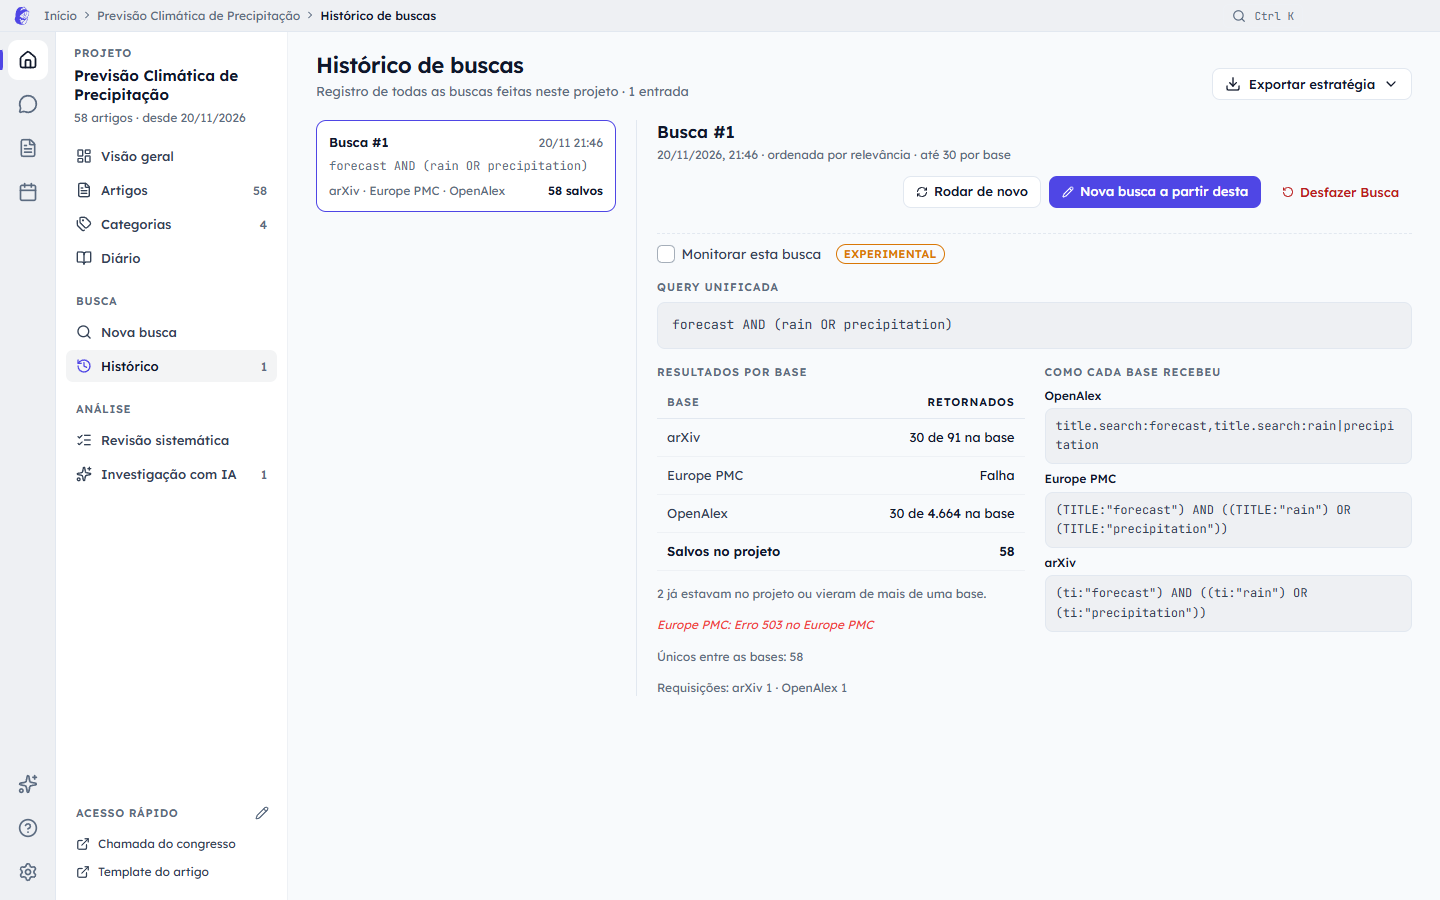 Início > Previsão Climática de Precipitação > Histórico de buscas
Ctrl K
PROJETO
Previsão Climática de
Precipitação
58 artigos · desde 20/11/2026
Visão geral
Artigos 58
Categorias 4
Diário
BUSCA
Nova busca
Histórico 1
ANÁLISE
Revisão sistemática
Investigação com IA 1
ACESSO RÁPIDO
Chamada do congresso
Template do artigo
Histórico de buscas
Registro de todas as buscas feitas neste projeto · 1 entrada
Exportar estratégia
Busca #1 20/11 21:46
forecast AND (rain OR precipitation)
arXiv · Europe PMC · OpenAlex 58 salvos
Busca #1
20/11/2026, 21:46 · ordenada por relevância · até 30 por base
Rodar de novo
Nova busca a partir desta
Desfazer Busca
Monitorar esta busca EXPERIMENTAL
QUERY UNIFICADA
forecast AND (rain OR precipitation)
RESULTADOS POR BASE
BASE RETORNADOS
arXiv 30 de 91 na base
Europe PMC Falha
OpenAlex 30 de 4.664 na base
Salvos no projeto 58
2 já estavam no projeto ou vieram de mais de uma base.
Europe PMC: Erro 503 no Europe PMC
Únicos entre as bases: 58
Requisições: arXiv 1 · OpenAlex 1
COMO CADA BASE RECEBEU
OpenAlex
title.search:forecast,title.search:rain|precipi
tation
Europe PMC
(TITLE:"forecast") AND ((TITLE:"rain") OR
(TITLE:"precipitation"))
arXiv
(ti:"forecast") AND ((ti:"rain") OR
(ti:"precipitation"))